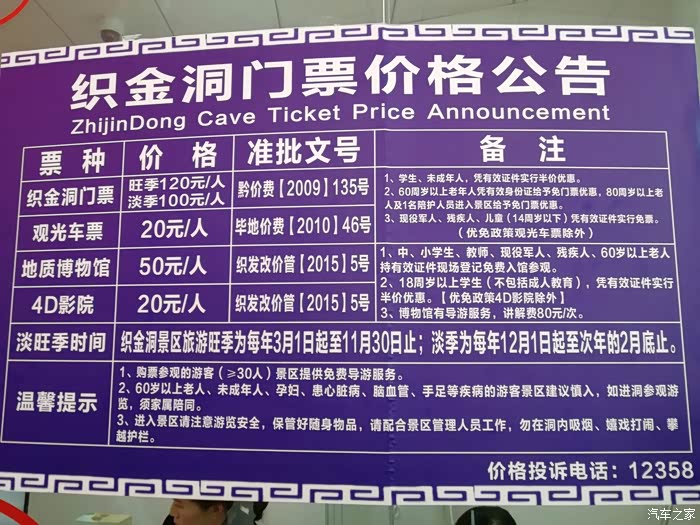 织金洞门票价格公告
ZhijinDong Cave Ticket Price Announcement
票种 价格 准批文号 备注
织金洞门票 旺季120元/人 淡季100元/人 黔价费【2009】135号
1、学生、未成年人，凭有效证件实行半价优惠。
2、60周岁以上老年人凭有效身份证给予免门票优惠，80周岁以上老
人及1名陪护人员进入景区给予免门票优惠。
3、现役军人、残疾人、儿童（14周岁以下）凭有效证件实行免票。
（优免政策观光车票除外）
观光车票 20元/人 毕地价费【2010】46号
地质博物馆 50元/人 织发改价管【2015】5号
1、中、小学生、教师、现役军人、残疾人、60岁以上老人
持有效证件现场登记免费入馆参观。
2、18周岁以上学生（不包括成人教育），凭有效证件实行
半价优惠。【优免政策4D影院除外】
3、博物馆有导游服务，讲解费80元/次。
4D影院 20元/人 织发改价管【2015】5号
淡旺季时间 织金洞景区旅游旺季为每年3月1日起至11月30日止；淡季为每年12月1日起至次年的2月底止。
温馨提示
1、购票参观的游客（≥30人）景区提供免费导游服务。
2、60岁以上老人、未成年人、孕妇、患心脏病、脑血管、手足等疾病的游客景区建议慎入，如进洞参观游
览，须家属陪同。
3、进入景区请注意游览安全，保管好随身物品，请配合景区管理人员工作，勿在洞内吸烟、嬉戏打闹、攀
越护栏。
价格投诉电话：12358
汽车之家